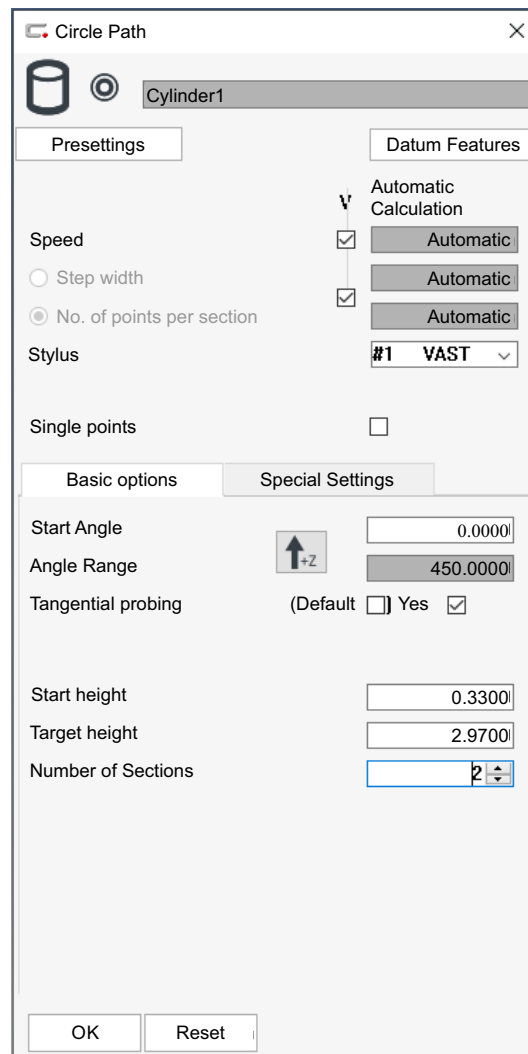 Circle Path
Cylinder1
Presettings Datum Features
V Automatic
Calculation
Speed Automatic
Step width Automatic
No. of points per section Automatic
Stylus #1 VAST
Single points
Basic options Special Settings
Start Angle 0.0000
+Z
Angle Range 450.0000
Tangential probing (Default ) Yes
Start height 0.3300
Target height 2.9700
Number of Sections 2
OK Reset